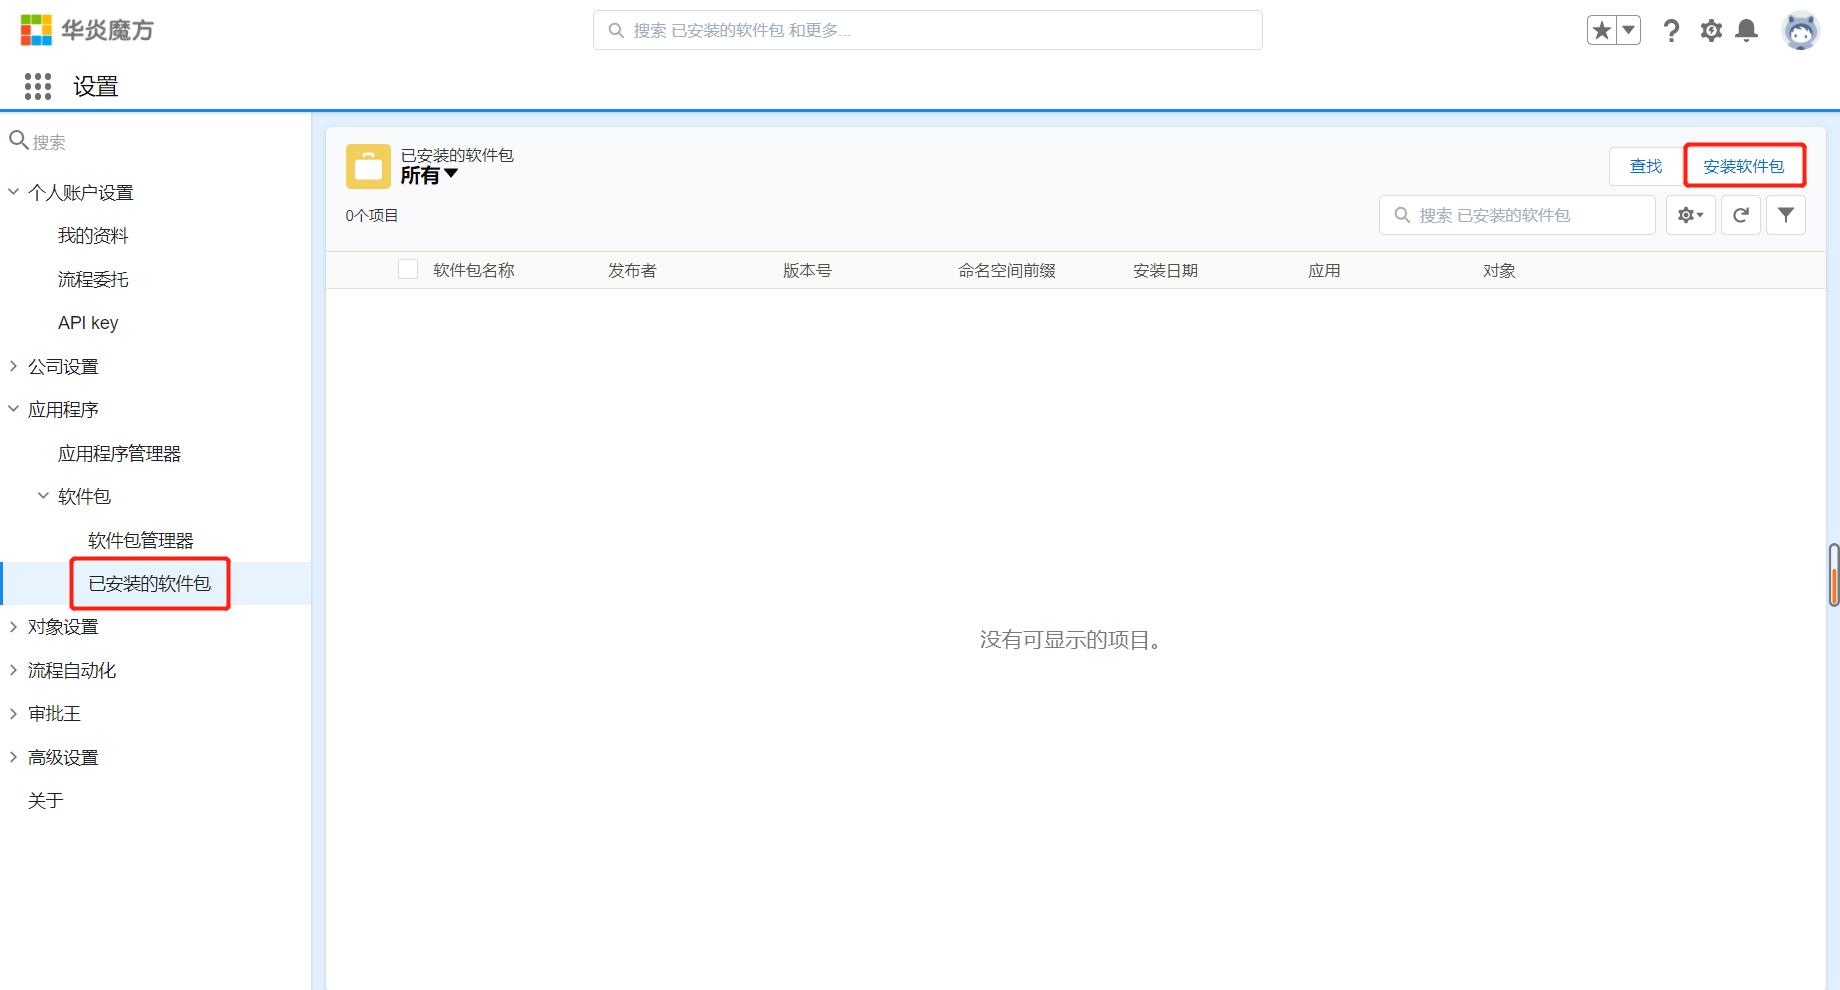 华炎魔方
搜索 已安装的软件包 和更多...
设置
搜索
个人账户设置
我的资料
流程委托
API key
公司设置
应用程序
应用程序管理器
软件包
软件包管理器
已安装的软件包
对象设置
流程自动化
审批王
高级设置
关于
已安装的软件包
所有
查找
安装软件包
0个项目
搜索 已安装的软件包
软件包名称 发布者 版本号 命名空间前缀 安装日期 应用 对象
没有可显示的项目。